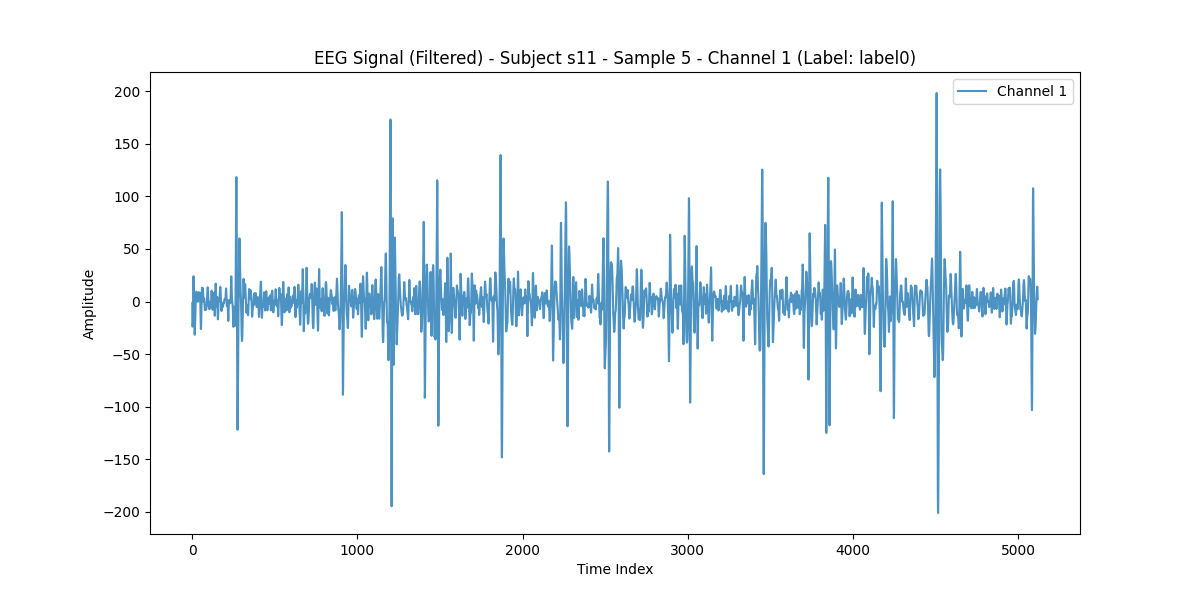 EEG Signal (Filtered) - Subject s11 - Sample 5 - Channel 1 (Label: label0)
Channel 1
200
150
100
50
0
−50
−100
−150
−200
Amplitude
0 1000 2000 3000 4000 5000
Time Index